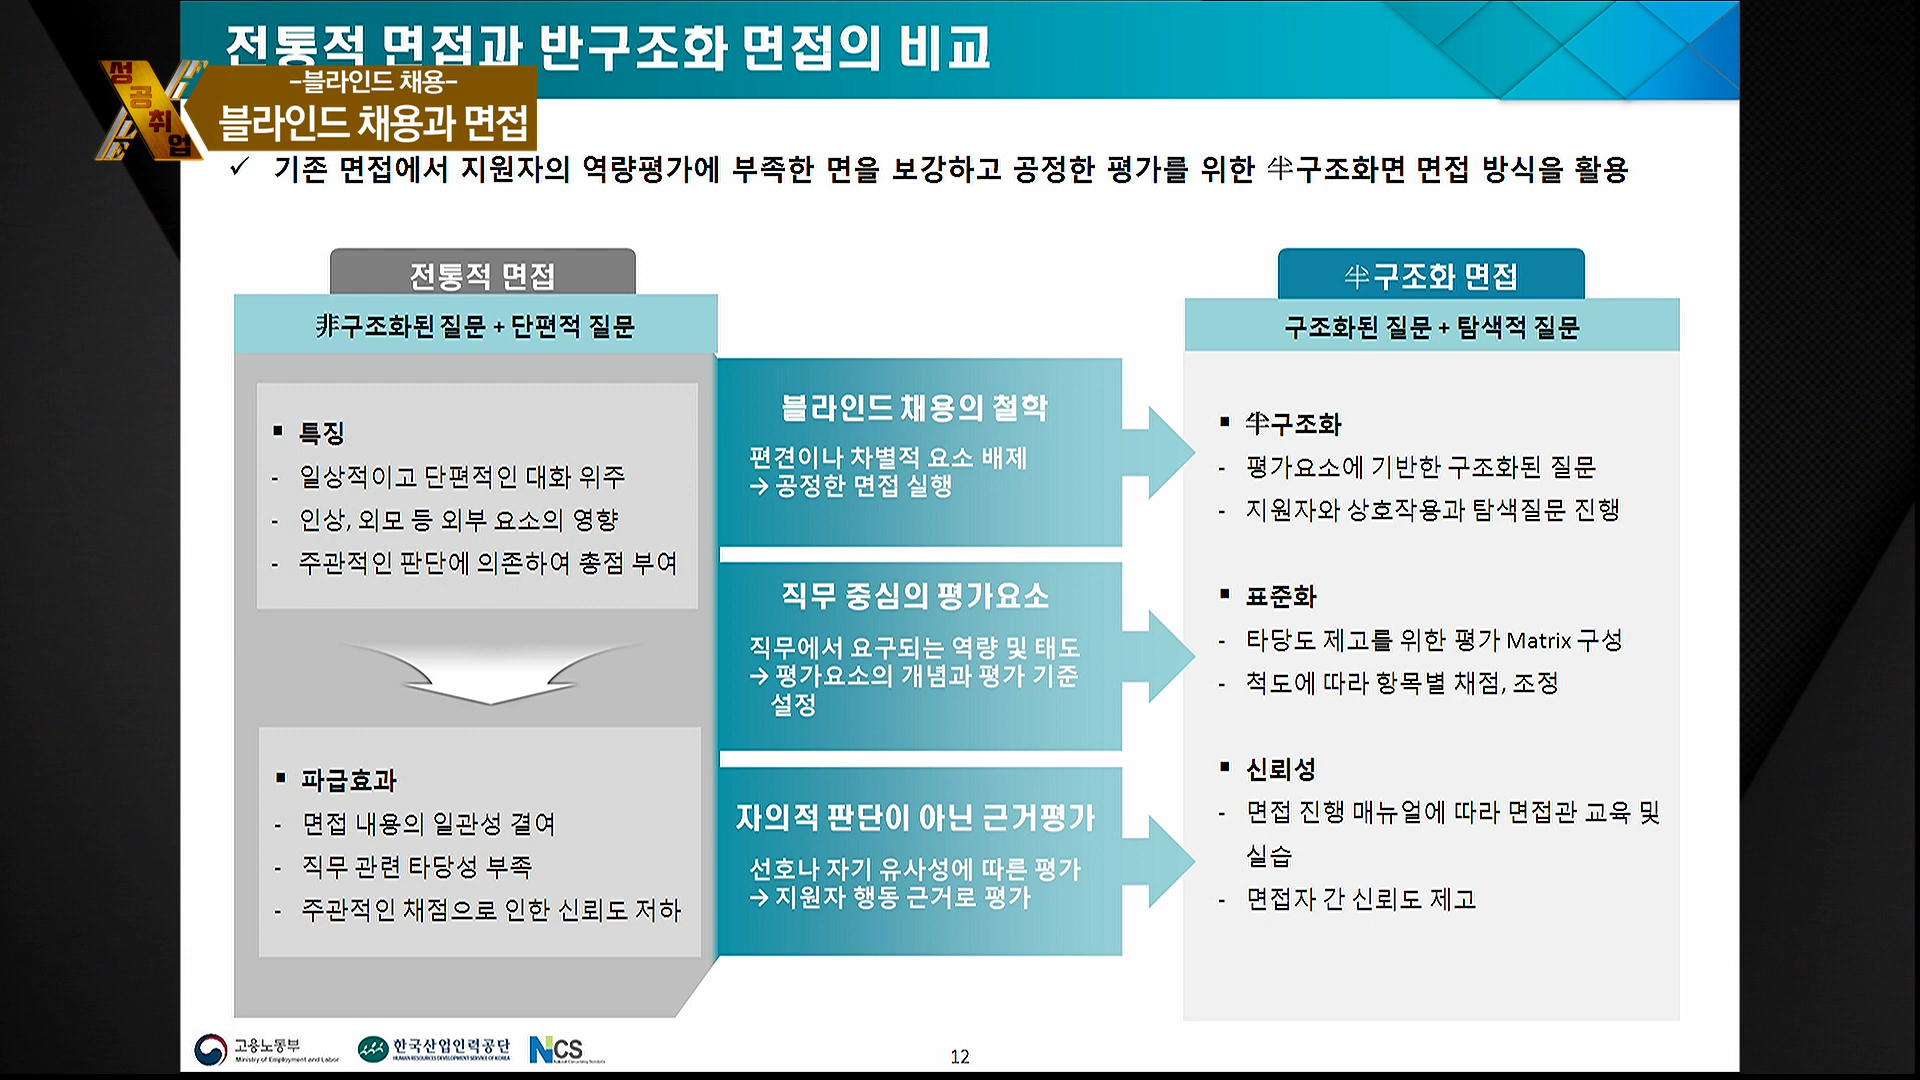 전통적 면접과 반구조화 면접의 비교
성공취업
-블라인드 채용-
블라인드 채용과 면접
✓ 기존 면접에서 지원자의 역량평가에 부족한 면을 보강하고 공정한 평가를 위한 半구조화면 면접 방식을 활용
전통적 면접
非구조화된 질문 + 단편적 질문
▪ 특징
- 일상적이고 단편적인 대화 위주
- 인상, 외모 등 외부 요소의 영향
- 주관적인 판단에 의존하여 총점 부여
▪ 파급효과
- 면접 내용의 일관성 결여
- 직무 관련 타당성 부족
- 주관적인 채점으로 인한 신뢰도 저하
블라인드 채용의 철학
편견이나 차별적 요소 배제
→ 공정한 면접 실행
직무 중심의 평가요소
직무에서 요구되는 역량 및 태도
→ 평가요소의 개념과 평가 기준
설정
자의적 판단이 아닌 근거평가
선호나 자기 유사성에 따른 평가
→ 지원자 행동 근거로 평가
半구조화 면접
구조화된 질문 + 탐색적 질문
▪ 半구조화
- 평가요소에 기반한 구조화된 질문
- 지원자와 상호작용과 탐색질문 진행
▪ 표준화
- 타당도 제고를 위한 평가 Matrix 구성
- 척도에 따라 항목별 채점, 조정
▪ 신뢰성
- 면접 진행 매뉴얼에 따라 면접관 교육 및
실습
- 면접자 간 신뢰도 제고
고용노동부
Ministry of Employment and Labor
한국산업인력공단
HUMAN RESOURCES DEVELOPMENT SERVICE OF KOREA
NCS
12